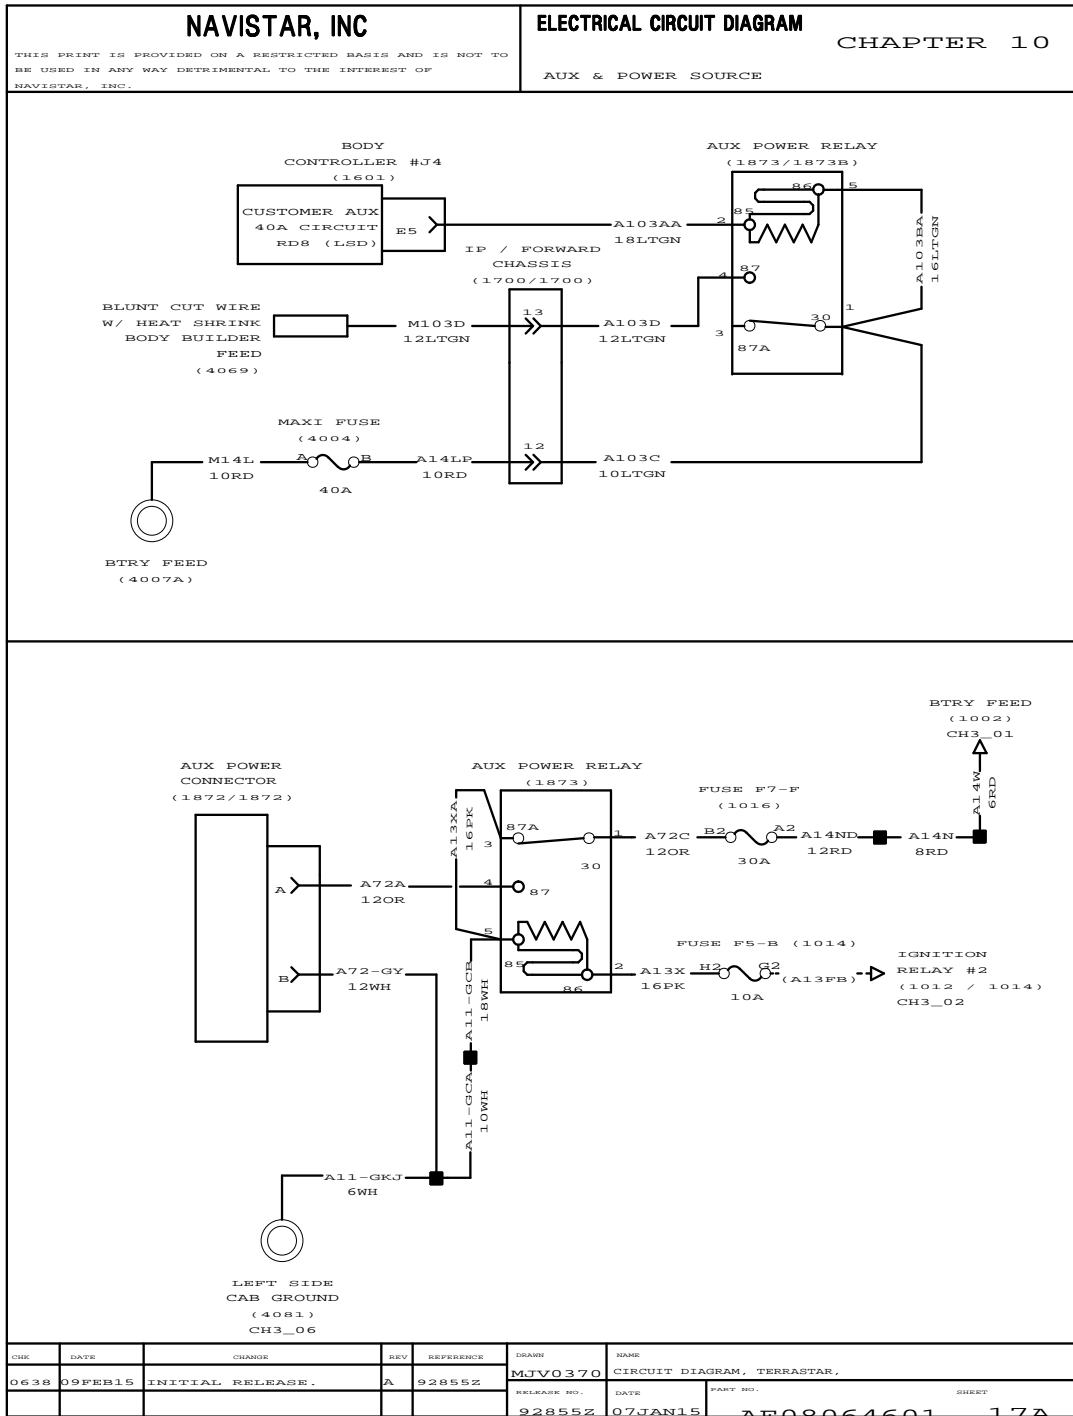 NAVISTAR, INC
THIS PRINT IS PROVIDED ON A RESTRICTED BASIS AND IS NOT TO
BE USED IN ANY WAY DETRIMENTAL TO THE INTEREST OF
NAVISTAR, INC.
ELECTRICAL CIRCUIT DIAGRAM
CHAPTER 10
AUX & POWER SOURCE
BODY
CONTROLLER #J4
(1601)
CUSTOMER AUX
40A CIRCUIT
RD8 (LSD)
E5
A103AA
18LTGN
AUX POWER RELAY
(1873/1873B)
86
5
85
2
87
4
30
1
3
87A
A103BA
16LTGN
IP / FORWARD
CHASSIS
(1700/1700)
13
BLUNT CUT WIRE
W/ HEAT SHRINK
BODY BUILDER
FEED
(4069)
M103D
12LTGN
A103D
12LTGN
MAXI FUSE
(4004)
A
B
40A
M14L
10RD
A14LP
10RD
12
A103C
10LTGN
BTRY FEED
(4007A)
BTRY FEED
(1002)
CH3_01
A14W
6RD
AUX POWER
CONNECTOR
(1872/1872)
AUX POWER RELAY
(1873)
FUSE F7-F
(1016)
A13XA
16PK
87A
3
1
30
A72C
12OR
B2
A2
30A
A14ND
12RD
A14N
8RD
A
A72A
12OR
4
87
5
85
86
2
B
A72-GY
12WH
A11-GCB
18WH
A13X
16PK
FUSE F5-B (1014)
H2
G2
10A
(A13FB)
IGNITION
RELAY #2
(1012 / 1014)
CH3_02
A11-GCA
10WH
A11-GKJ
6WH
LEFT SIDE
CAB GROUND
(4081)
CH3_06
CHK DATE CHANGE REV REFERENCE
0638 09FEB15 INITIAL RELEASE. A 92855Z
DRAWN
MJV0370
NAME
CIRCUIT DIAGRAM, TERRASTAR,
RELEASE NO.
92855Z
DATE
07JAN15
PART NO.
AF08064601
SHEET
17A